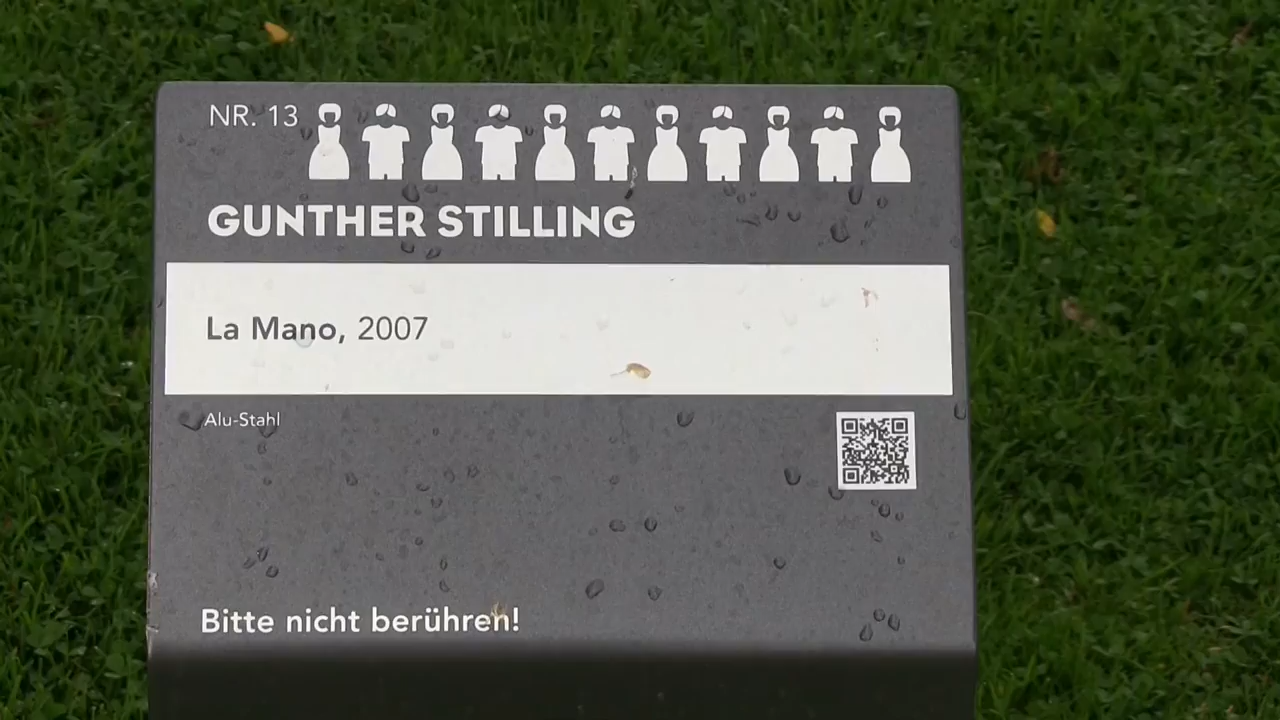 NR. 13
GUNTHER STILLING
La Mano, 2007
Alu-Stahl
Bitte nicht berühren!